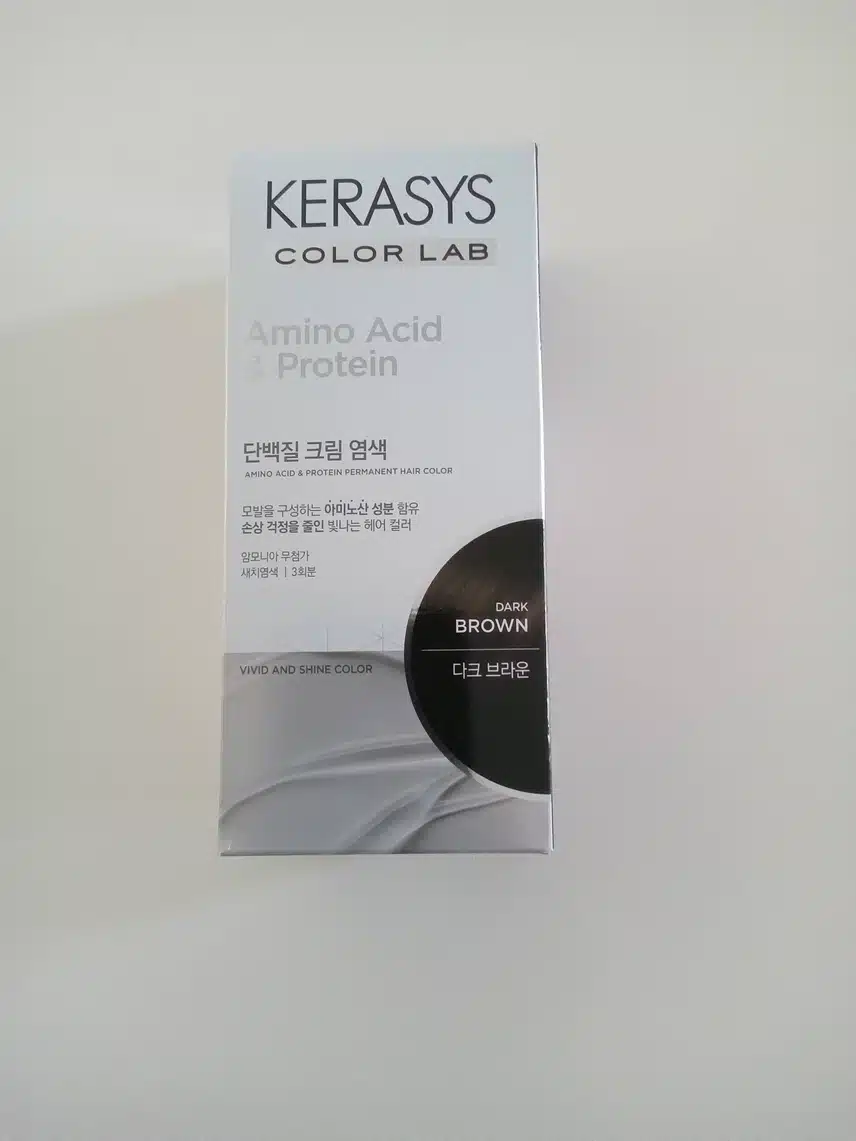 KERASYS
COLOR LAB
Amino Acid
& Protein
단백질 크림 염색
AMINO ACID & PROTEIN PERMANENT HAIR COLOR
모발을 구성하는 아미노산 성분 함유
손상 걱정을 줄인 빛나는 헤어 컬러
암모니아 무첨가
새치염색 | 3회분
DARK
BROWN
다크 브라운
VIVID AND SHINE COLOR